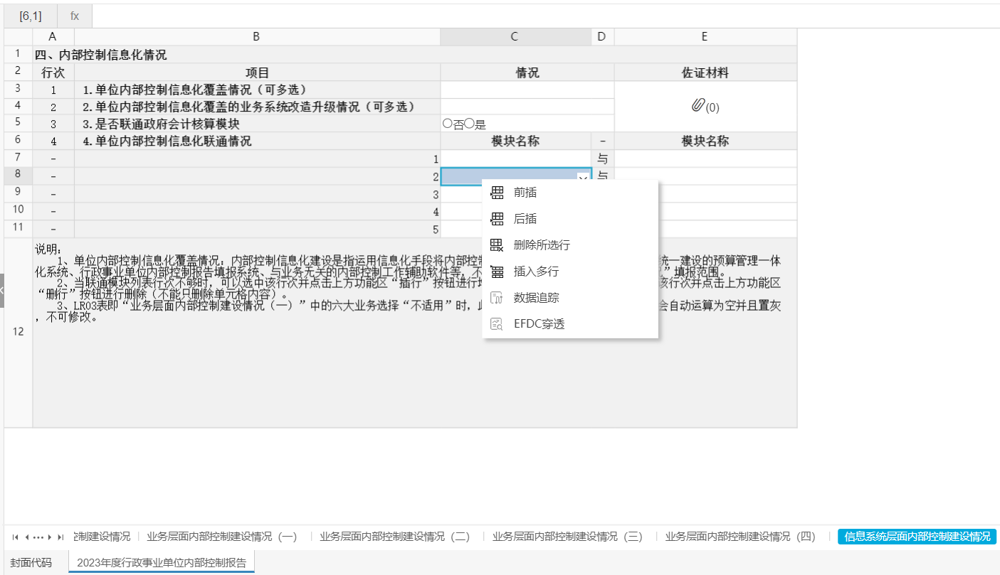 [6,1] fx
A B C D E
1 四、内部控制信息化情况
2 行次 项目 情况 佐证材料
3 1 1.单位内部控制信息化覆盖情况（可多选）
4 2 2.单位内部控制信息化覆盖的业务系统改造升级情况（可多选） (0)
5 3 3.是否联通政府会计核算模块 否 是
6 4 4.单位内部控制信息化联通情况 模块名称 - 模块名称
7 - 1 与
8 - 2 与
9 - 3
10 - 4
11 - 5
前插
后插
删除所选行
插入多行
数据追踪
EFDC穿透
12
说明：
1、单位内部控制信息化覆盖情况：内部控制信息化建设是指运用信息化手段将内部控 统一建设的预算管理一体
化系统、行政事业单位内部控制报告填报系统、与业务无关的内部控制工作辅助软件等，不 ”填报范围。
2、当联通模块列表行次不够时，可以选中该行次并点击上方功能区“插行”按钮进行 该行次并点击上方功能区
“删行”按钮进行删除（不能只删除单元格内容）。
3、LR03表即“业务层面内部控制建设情况（一）”中的六大业务选择“不适用”时， 会自动运算为空并且置灰
，不可修改。
控制建设情况 业务层面内部控制建设情况（一） 业务层面内部控制建设情况（二） 业务层面内部控制建设情况（三） 业务层面内部控制建设情况（四） 信息系统层面内部控制建设情况
封面代码 2023年度行政事业单位内部控制报告